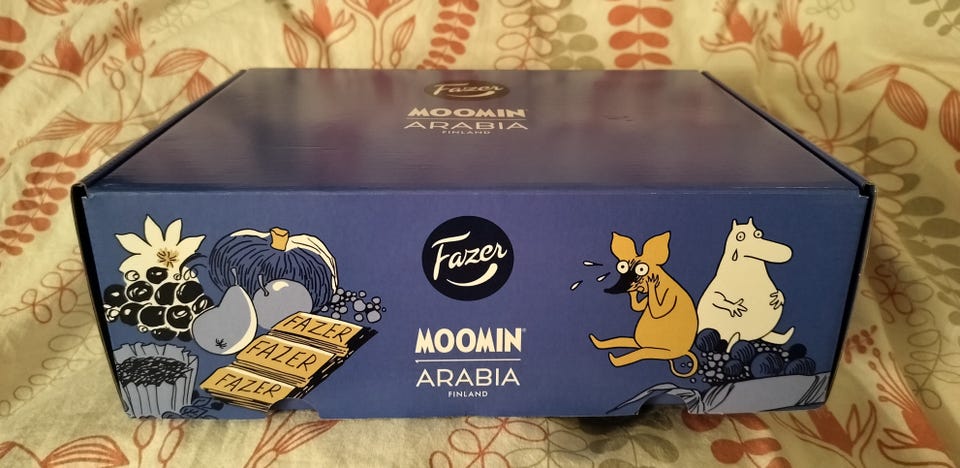 Fazer
MOOMIN
ARABIA
FINLAND
FAZER
FAZER
FAZER
Fazer
MOOMIN®
ARABIA
FINLAND